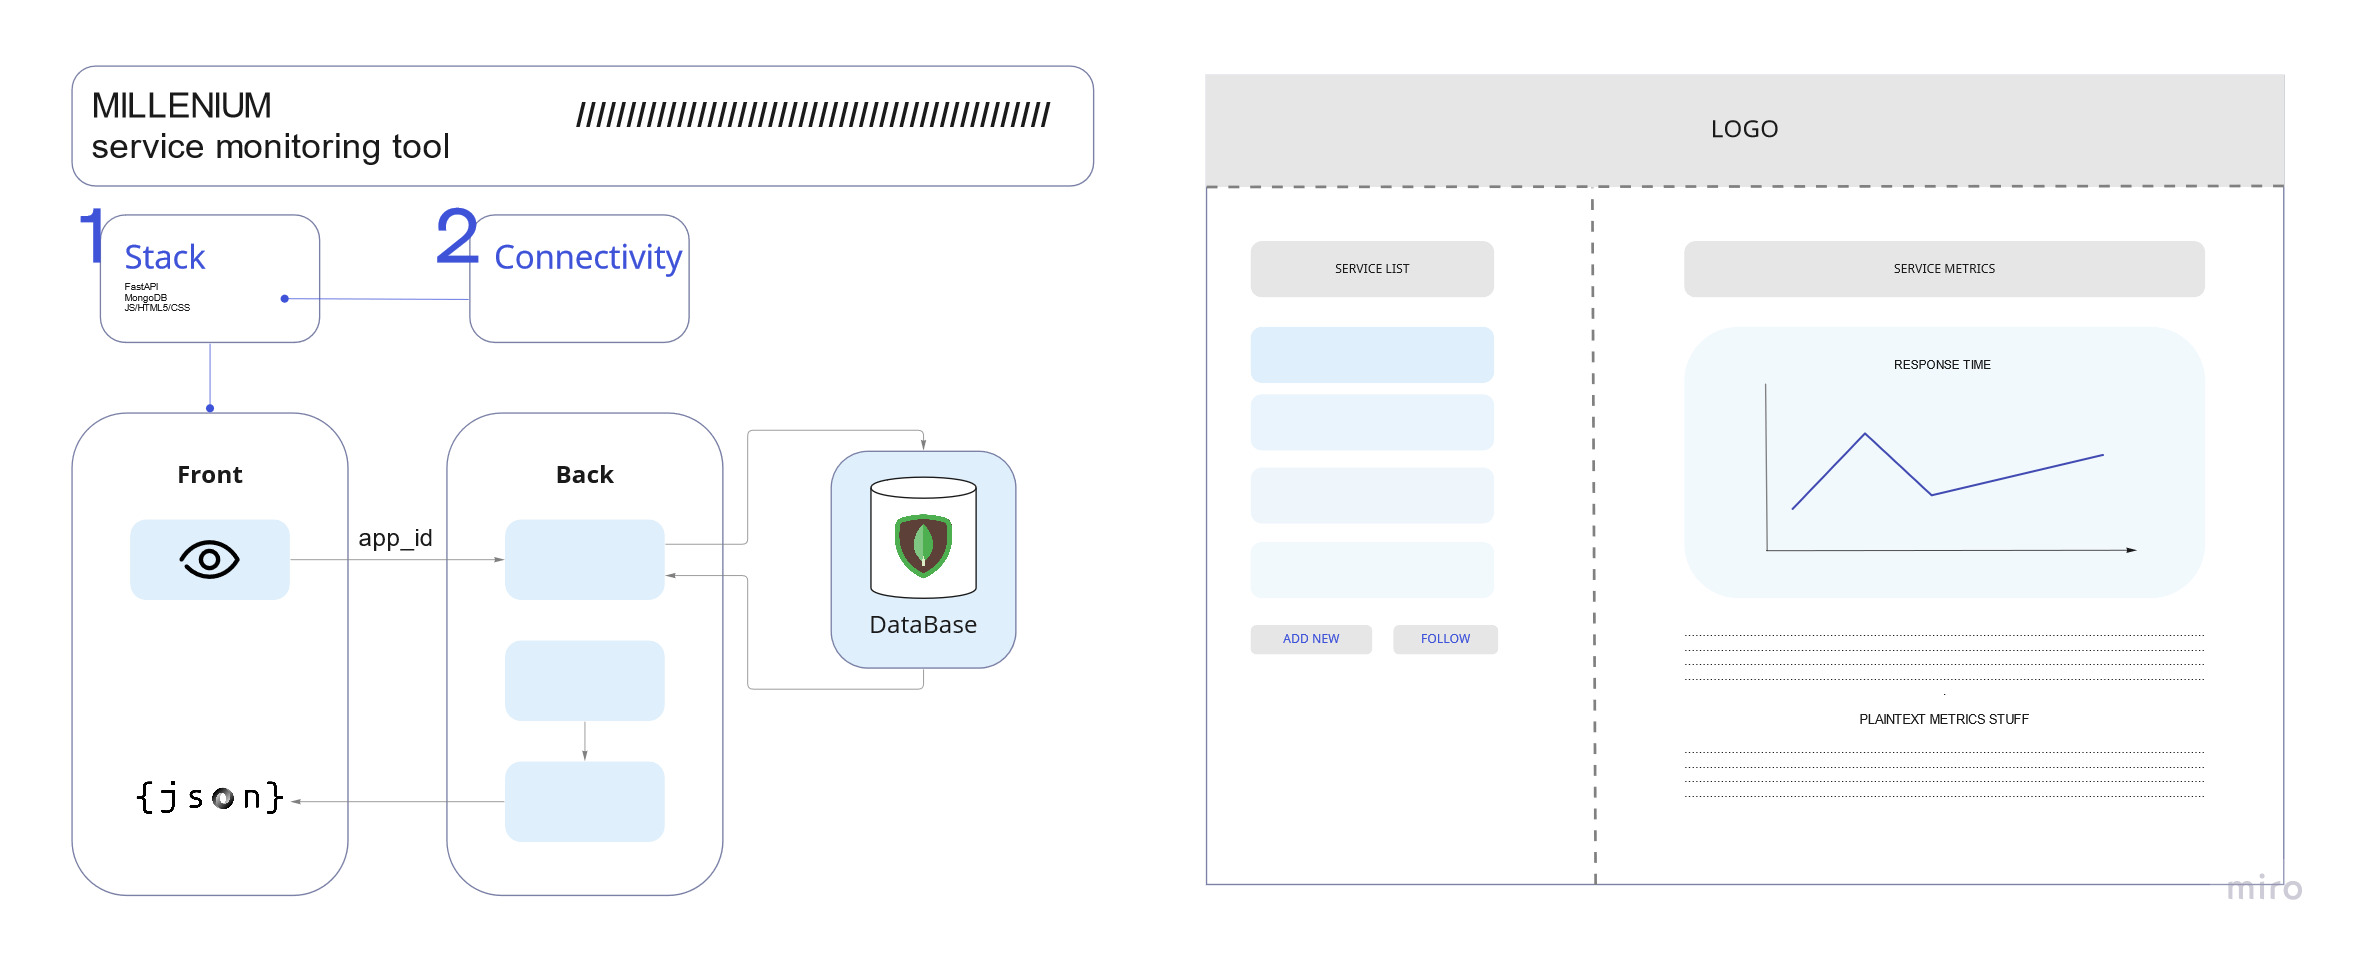 MILLENIUM
service monitoring tool
///////////////////////////////////////////////
1
Stack
FastAPI
MongoDB
JS/HTML5/CSS
2
Connectivity
Front
app_id
{json}
Back
DataBase
LOGO
SERVICE LIST
ADD NEW
FOLLOW
SERVICE METRICS
RESPONSE TIME
.
PLAINTEXT METRICS STUFF
miro